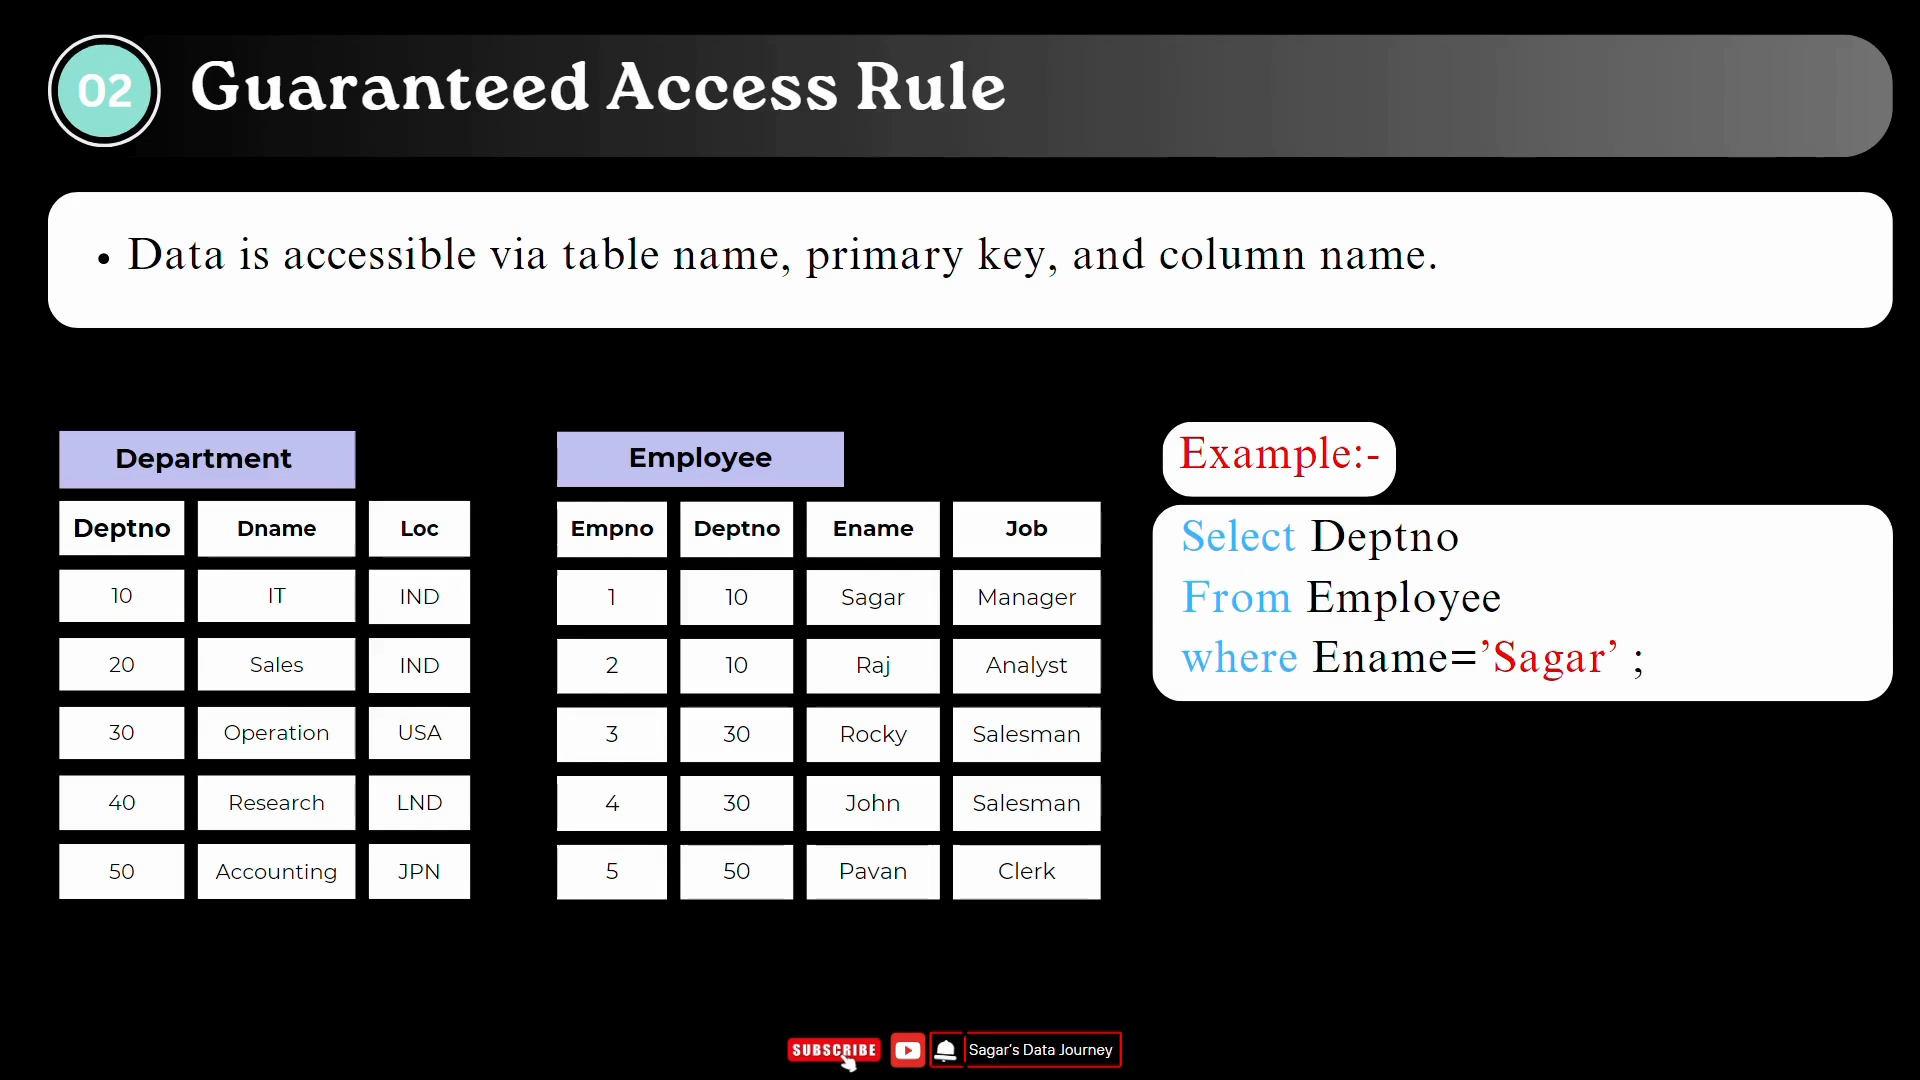 02 Guaranteed Access Rule
• Data is accessible via table name, primary key, and column name.
Department
Deptno Dname Loc
10 IT IND
20 Sales IND
30 Operation USA
40 Research LND
50 Accounting JPN
Employee
Empno Deptno Ename Job
1 10 Sagar Manager
2 10 Raj Analyst
3 30 Rocky Salesman
4 30 John Salesman
5 50 Pavan Clerk
Example:-
Select Deptno
From Employee
where Ename=’Sagar’ ;
SUBSCRIBE Sagar’s Data Journey